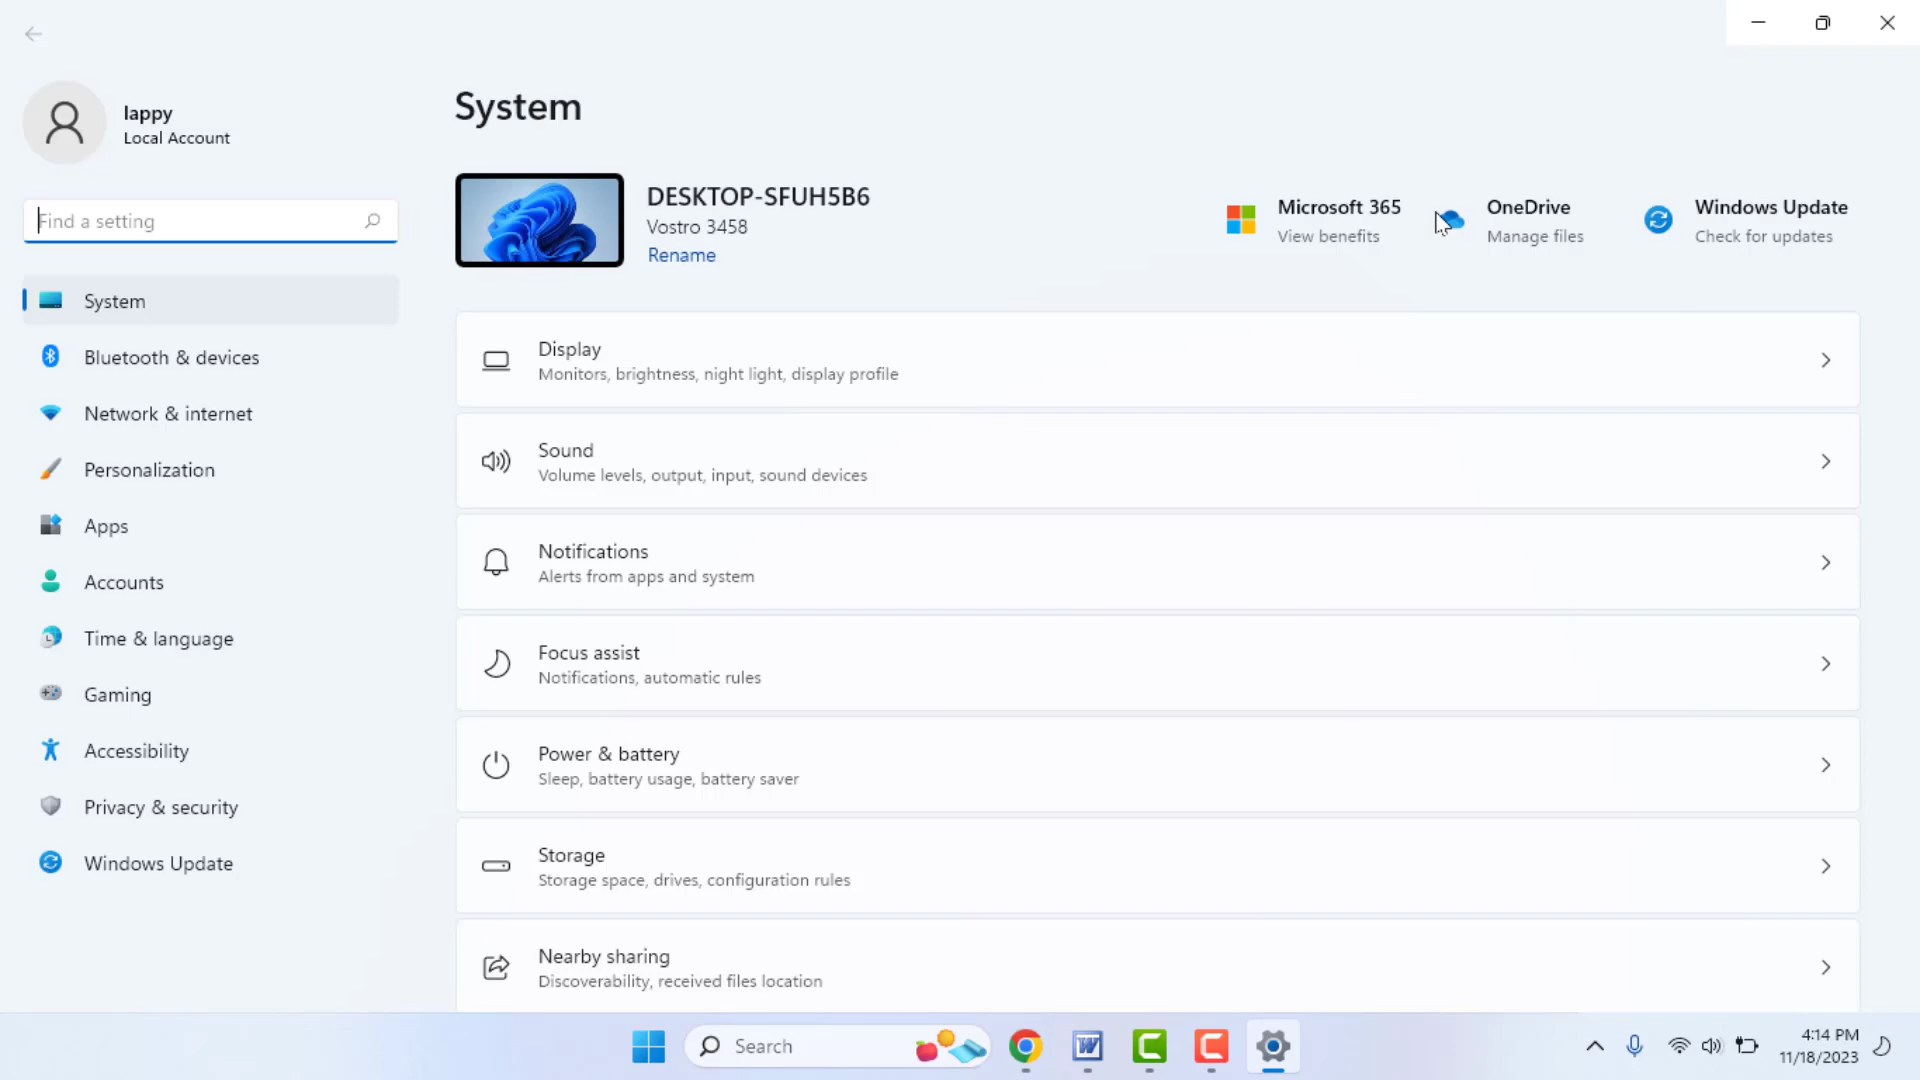 lappy
Local Account
Find a setting
System
Bluetooth & devices
Network & internet
Personalization
Apps
Accounts
Time & language
Gaming
Accessibility
Privacy & security
Windows Update
System
DESKTOP-SFUH5B6
Vostro 3458
Rename
Microsoft 365
View benefits
OneDrive
Manage files
Windows Update
Check for updates
Display
Monitors, brightness, night light, display profile
Sound
Volume levels, output, input, sound devices
Notifications
Alerts from apps and system
Focus assist
Notifications, automatic rules
Power & battery
Sleep, battery usage, battery saver
Storage
Storage space, drives, configuration rules
Nearby sharing
Discoverability, received files location
Search
4:14 PM
11/18/2023